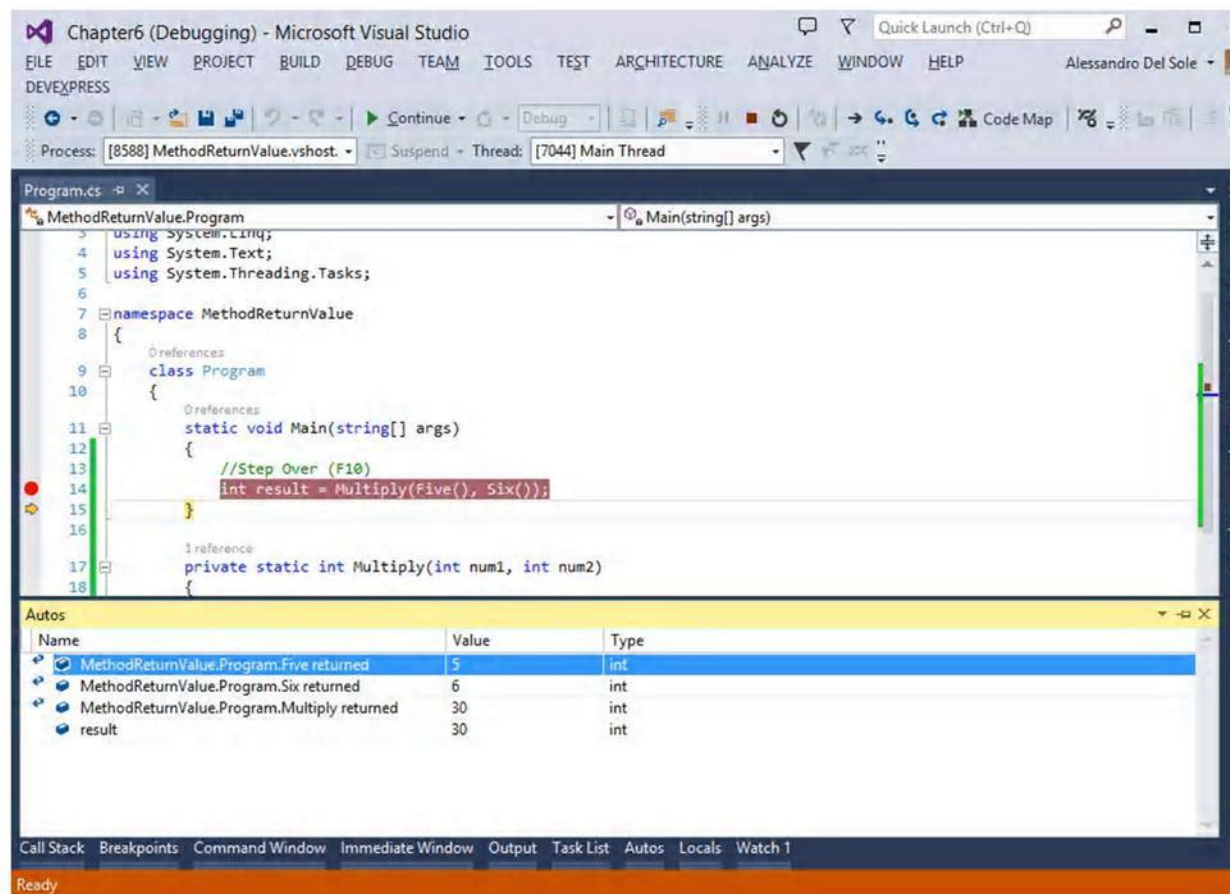 Chapter6 (Debugging) - Microsoft Visual Studio
Quick Launch (Ctrl+Q)
FILE EDIT VIEW PROJECT BUILD DEBUG TEAM TOOLS TEST ARCHITECTURE ANALYZE WINDOW HELP Alessandro Del Sole
DEVEXPRESS
Continue Debug Code Map
Process: [8588] MethodReturnValue.vshost. Suspend Thread: [7044] Main Thread
Program.cs
MethodReturnValue.Program Main(string[] args)
3 using System.Linq;
4 using System.Text;
5 using System.Threading.Tasks;
6
7 namespace MethodReturnValue
8 {
0 references
9 class Program
10 {
0 references
11 static void Main(string[] args)
12 {
13 //Step Over (F10)
14 int result = Multiply(Five(), Six());
15 }
16
1 reference
17 private static int Multiply(int num1, int num2)
18 {
Autos
Name Value Type
MethodReturnValue.Program.Five returned 5 int
MethodReturnValue.Program.Six returned 6 int
MethodReturnValue.Program.Multiply returned 30 int
result 30 int
Call Stack Breakpoints Command Window Immediate Window Output Task List Autos Locals Watch 1
Ready